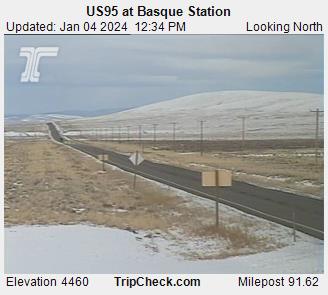 US95 at Basque Station
Updated: Jan 04 2024 12:34 PM Looking North
Elevation 4460 TripCheck.com Milepost 91.62